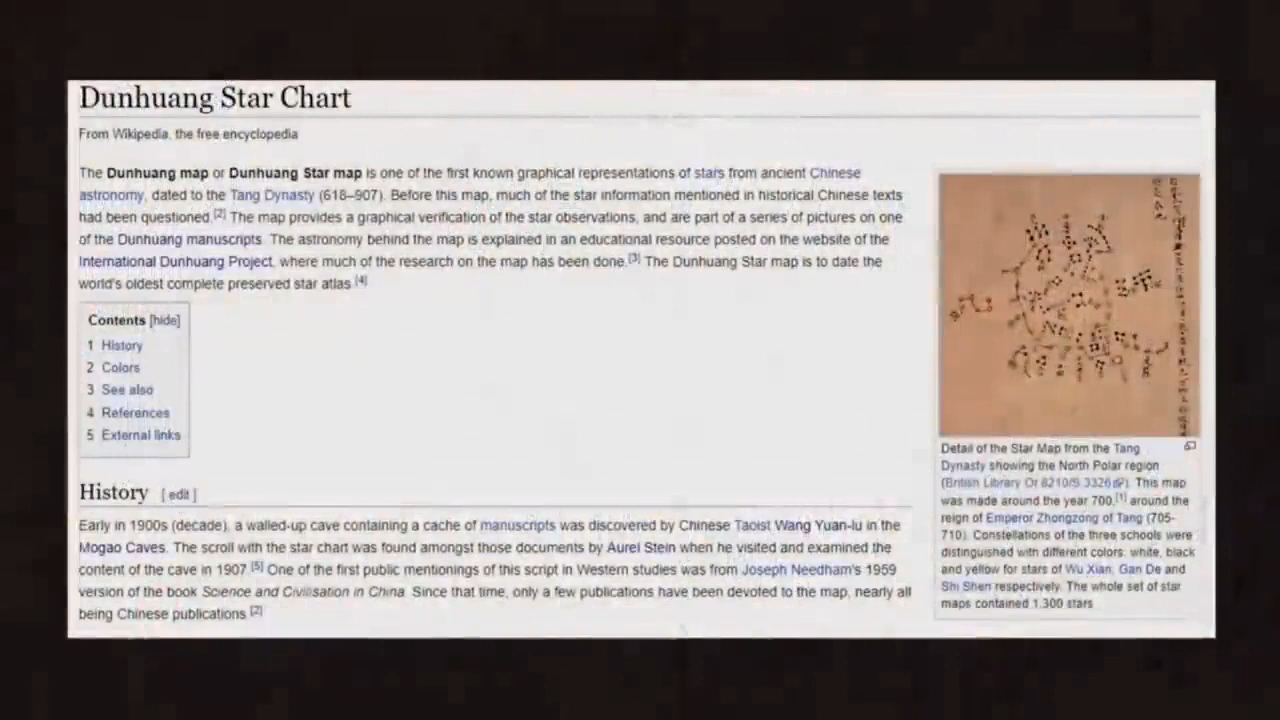 Dunhuang Star Chart
From Wikipedia, the free encyclopedia
The Dunhuang map or Dunhuang Star map is one of the first known graphical representations of stars from ancient Chinese
astronomy, dated to the Tang Dynasty (618–907). Before this map, much of the star information mentioned in historical Chinese texts
had been questioned.[2] The map provides a graphical verification of the star observations, and are part of a series of pictures on one
of the Dunhuang manuscripts. The astronomy behind the map is explained in an educational resource posted on the website of the
International Dunhuang Project, where much of the research on the map has been done.[3] The Dunhuang Star map is to date the
world's oldest complete preserved star atlas.[4]
Contents [hide]
1 History
2 Colors
3 See also
4 References
5 External links
History [ edit ]
Early in 1900s (decade), a walled-up cave containing a cache of manuscripts was discovered by Chinese Taoist Wang Yuan-lu in the
Mogao Caves. The scroll with the star chart was found amongst those documents by Aurel Stein when he visited and examined the
content of the cave in 1907.[5] One of the first public mentionings of this script in Western studies was from Joseph Needham's 1959
version of the book Science and Civilisation in China. Since that time, only a few publications have been devoted to the map, nearly all
being Chinese publications.[2]
Detail of the Star Map from the Tang
Dynasty showing the North Polar region
(British Library Or.8210/S.3326). This map
was made around the year 700,[1] around the
reign of Emperor Zhongzong of Tang (705-
710). Constellations of the three schools were
distinguished with different colors: white, black
and yellow for stars of Wu Xian, Gan De and
Shi Shen respectively. The whole set of star
maps contained 1,300 stars